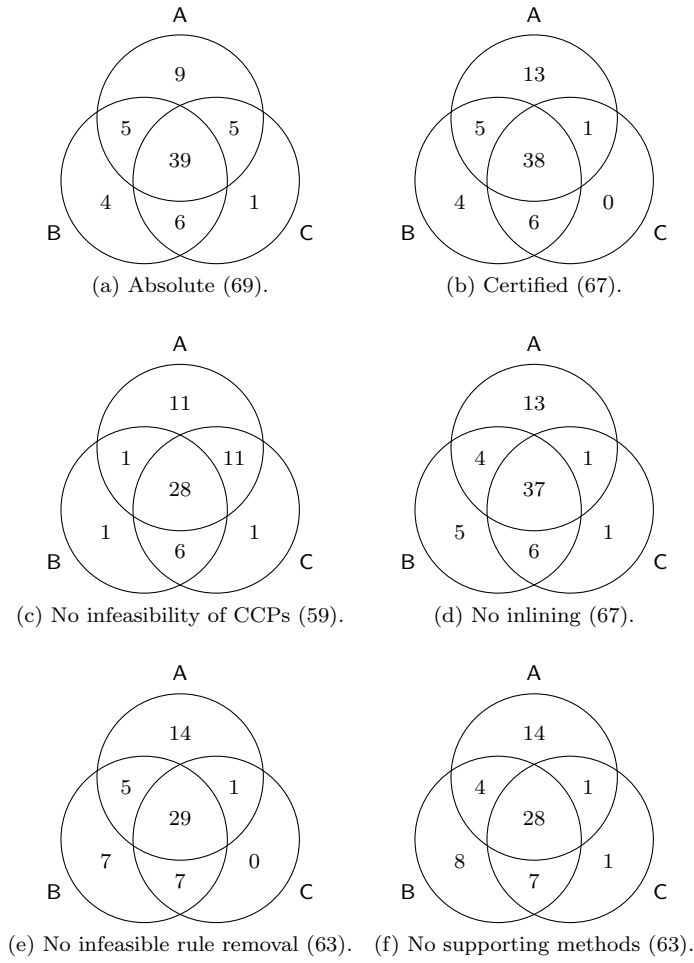 A A
9 13
5 5 5 1
39 38
4 6 1 4 6 0
B C B C
(a) Absolute (69). (b) Certified (67).
A A
11 13
1 11 4 1
28 37
1 6 1 5 6 1
B C B C
(c) No infeasibility of CCPs (59). (d) No inlining (67).
A A
14 14
5 1 4 1
29 28
7 7 0 8 7 1
B C B C
(e) No infeasible rule removal (63). (f) No supporting methods (63).